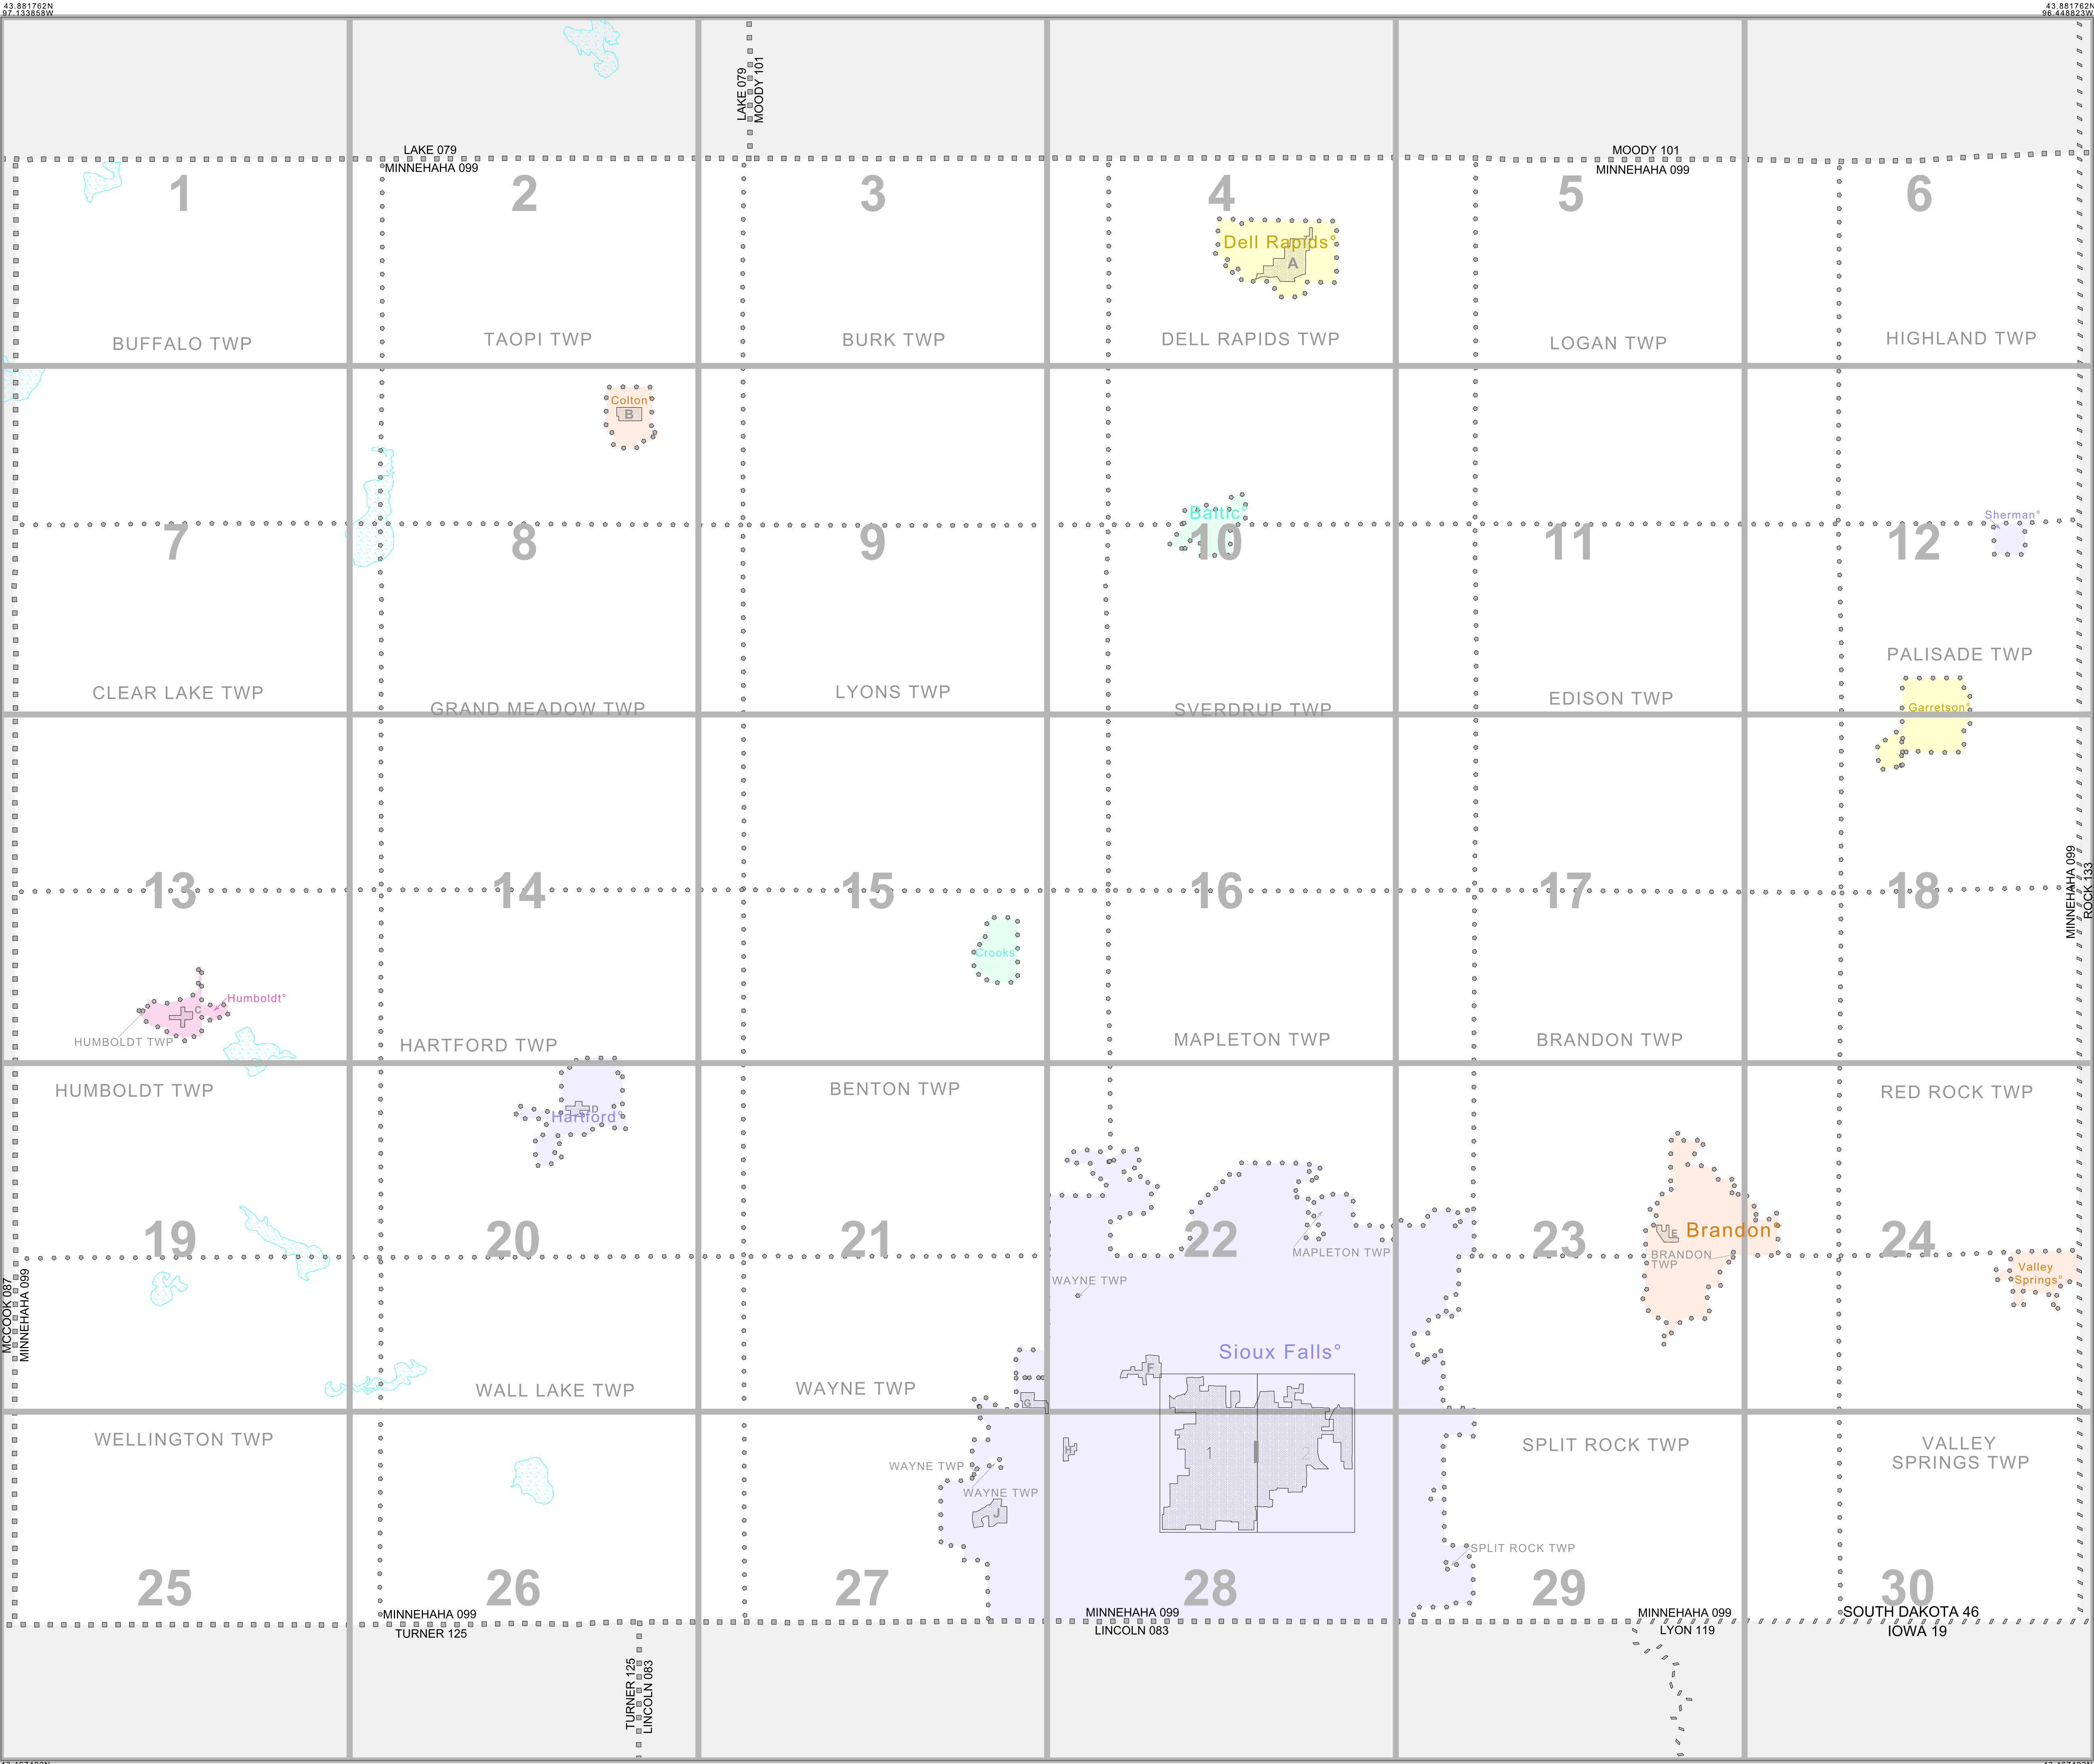 43.881762N
97.133858W
43.881762N
96.448823W
LAKE 079
MOODY 101
LAKE 079
MINNEHAHA 099
MOODY 101
MINNEHAHA 099
1
2
3
4
5
6
Dell Rapids°
A
BUFFALO TWP
TAOPI TWP
BURK TWP
DELL RAPIDS TWP
LOGAN TWP
HIGHLAND TWP
Colton°
B
Baltic°
Sherman°
7
8
9
10
11
12
PALISADE TWP
CLEAR LAKE TWP
GRAND MEADOW TWP
LYONS TWP
SVERDRUP TWP
EDISON TWP
Garretson°
13
14
15
16
17
18
MINNEHAHA 099
ROCK 133
Crooks
Humboldt°
C
HUMBOLDT TWP
HARTFORD TWP
MAPLETON TWP
BRANDON TWP
HUMBOLDT TWP
BENTON TWP
RED ROCK TWP
D
Hartford°
19
20
21
22
23
24
E
Brandon°
MAPLETON TWP
BRANDON
TWP
WAYNE TWP
Valley
Springs°
MCCOOK 087
MINNEHAHA 099
Sioux Falls°
F
WALL LAKE TWP
WAYNE TWP
G
WELLINGTON TWP
H
1
2
SPLIT ROCK TWP
VALLEY
SPRINGS TWP
WAYNE TWP
WAYNE TWP
J
SPLIT ROCK TWP
25
26
27
28
29
30
MINNEHAHA 099
TURNER 125
MINNEHAHA 099
LINCOLN 083
MINNEHAHA 099
LYON 119
SOUTH DAKOTA 46
IOWA 19
TURNER 125
LINCOLN 083